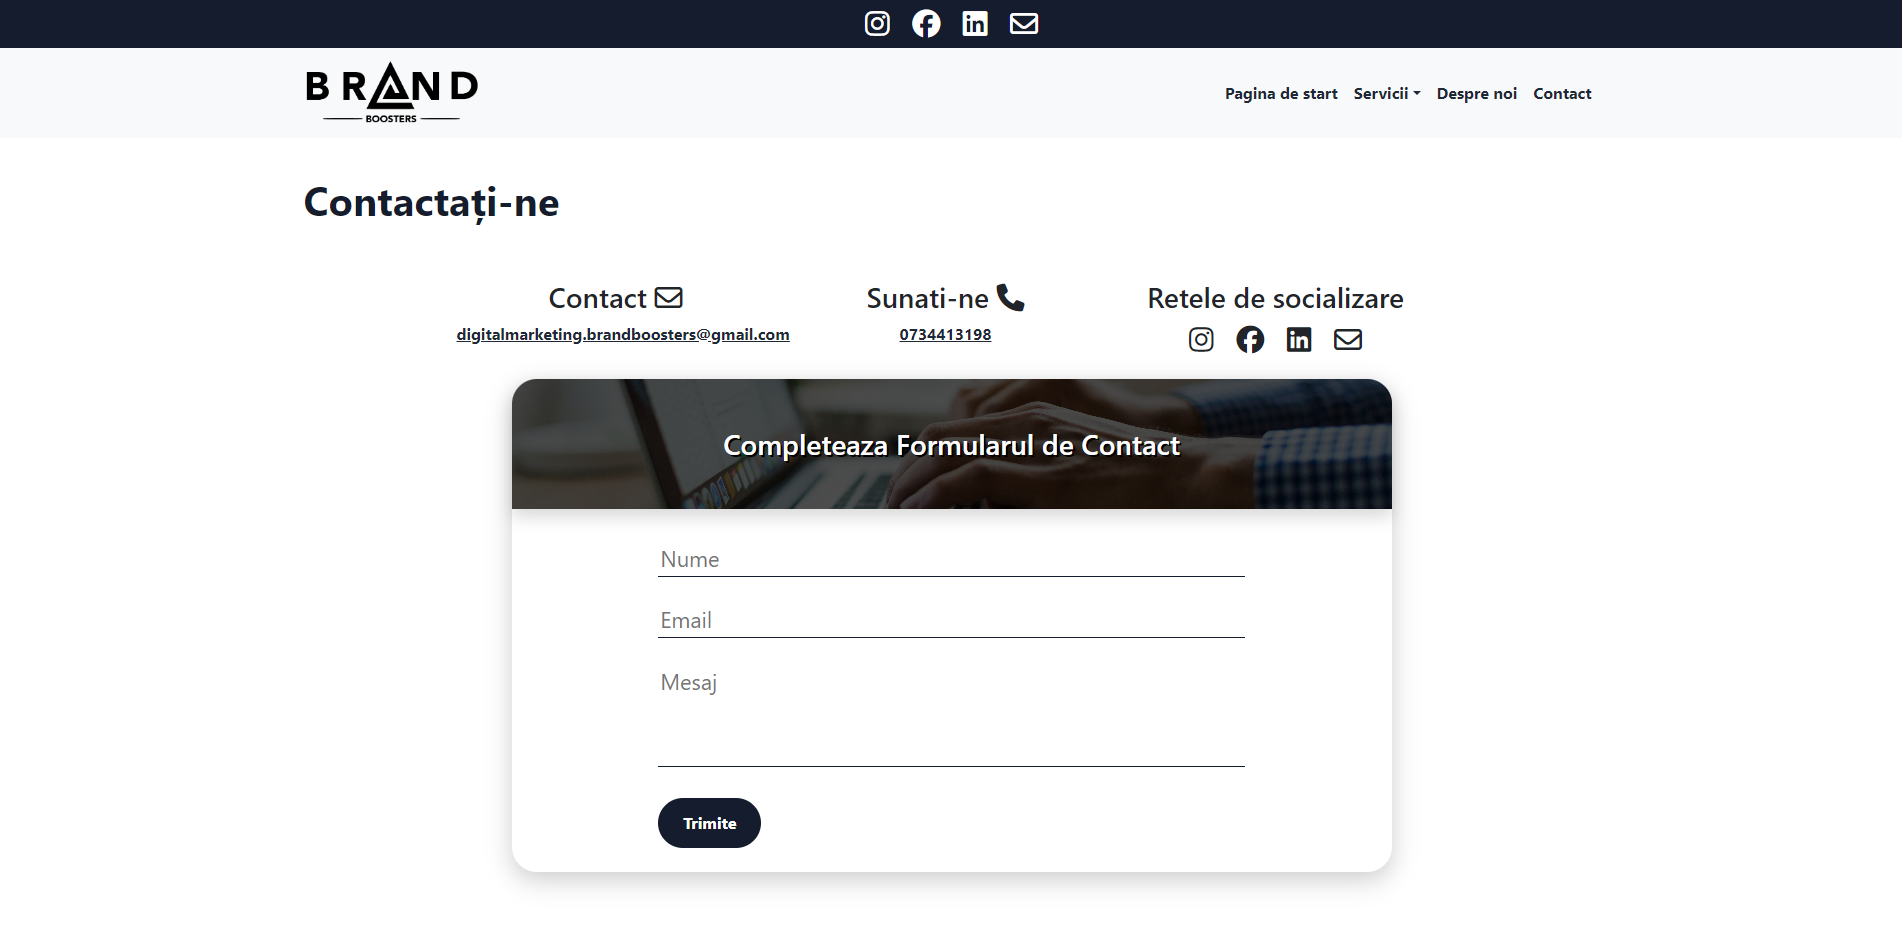 BRAND
BOOSTERS
Pagina de start Servicii Despre noi Contact
Contactați-ne
Contact
digitalmarketing.brandboosters@gmail.com
Sunati-ne
0734413198
Retele de socializare
Completeaza Formularul de Contact
Nume
Email
Mesaj
Trimite